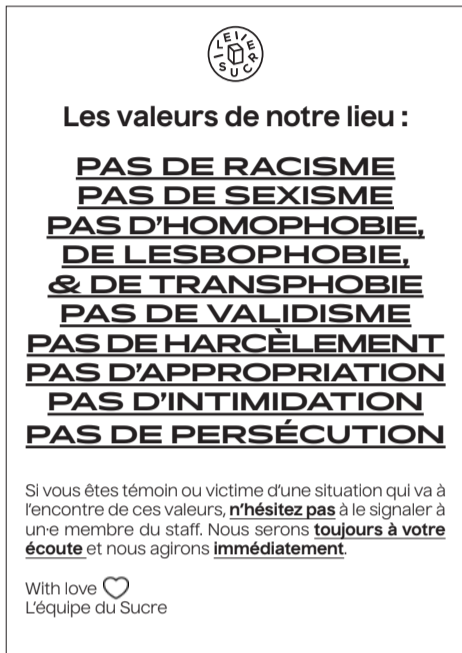 LE SUCRE
Les valeurs de notre lieu :
PAS DE RACISME
PAS DE SEXISME
PAS D’HOMOPHOBIE,
DE LESBOPHOBIE,
& DE TRANSPHOBIE
PAS DE VALIDISME
PAS DE HARCÈLEMENT
PAS D’APPROPRIATION
PAS D’INTIMIDATION
PAS DE PERSÉCUTION
Si vous êtes témoin ou victime d’une situation qui va à
l’encontre de ces valeurs, n’hésitez pas à le signaler à
un·e membre du staff. Nous serons toujours à votre
écoute et nous agirons immédiatement.
With love
L’équipe du Sucre